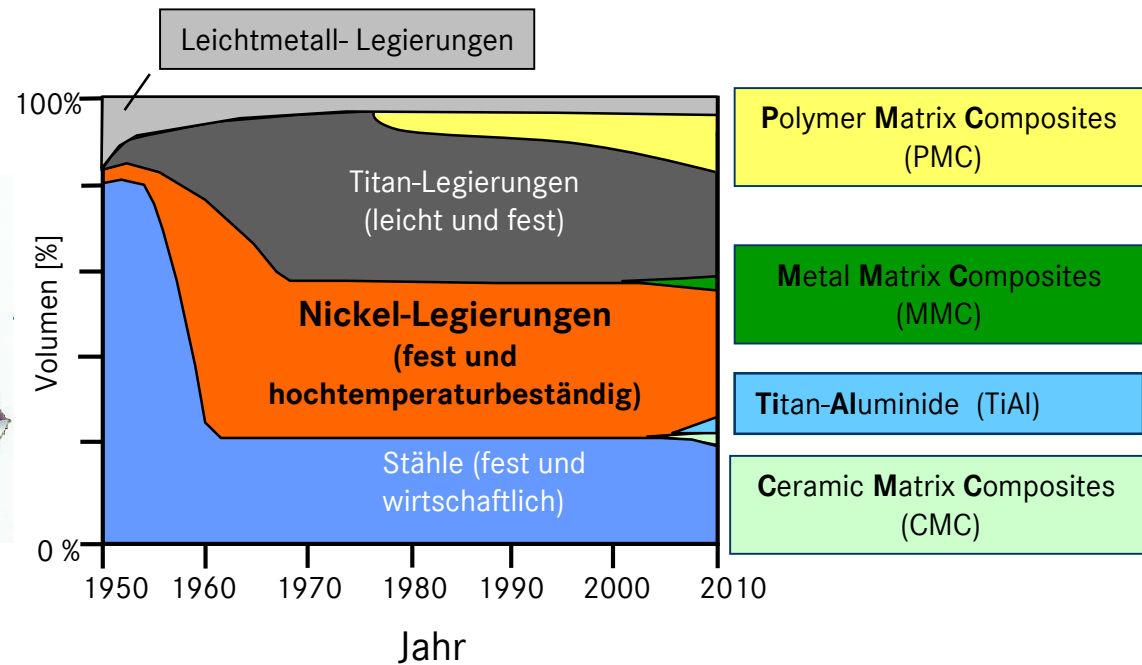 Leichtmetall- Legierungen
100%
Volumen [%]
0 %
Titan-Legierungen
(leicht und fest)
Nickel-Legierungen
(fest und
hochtemperaturbeständig)
Stähle (fest und
wirtschaftlich)
Polymer Matrix Composites
(PMC)
Metal Matrix Composites
(MMC)
Titan-Aluminide (TiAl)
Ceramic Matrix Composites
(CMC)
1950 1960 1970 1980 1990 2000 2010
Jahr